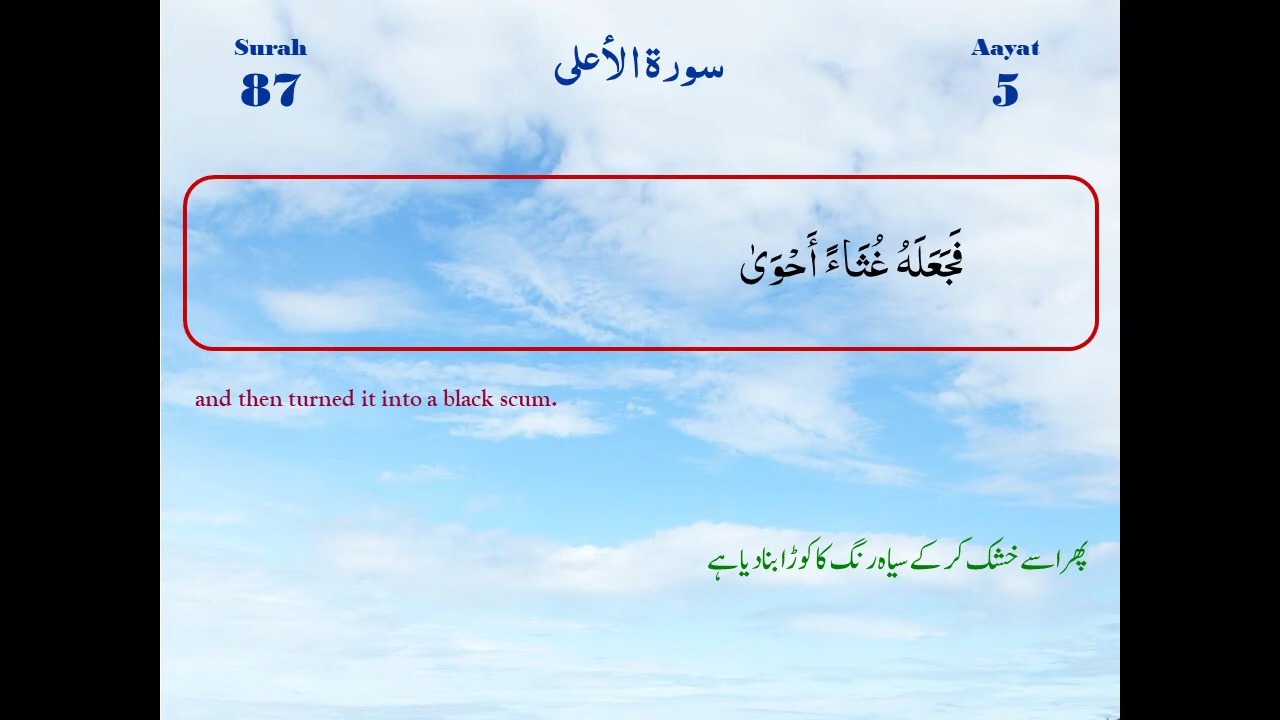 Surah
87
سورة الأعلى
Aayat
5
فَجَعَلَهُ غُثَاءً أَحْوَىٰ
and then turned it into a black scum.
پھر اسے خشک کر کے سیاہ رنگ کا کوڑا بنا دیا ہے